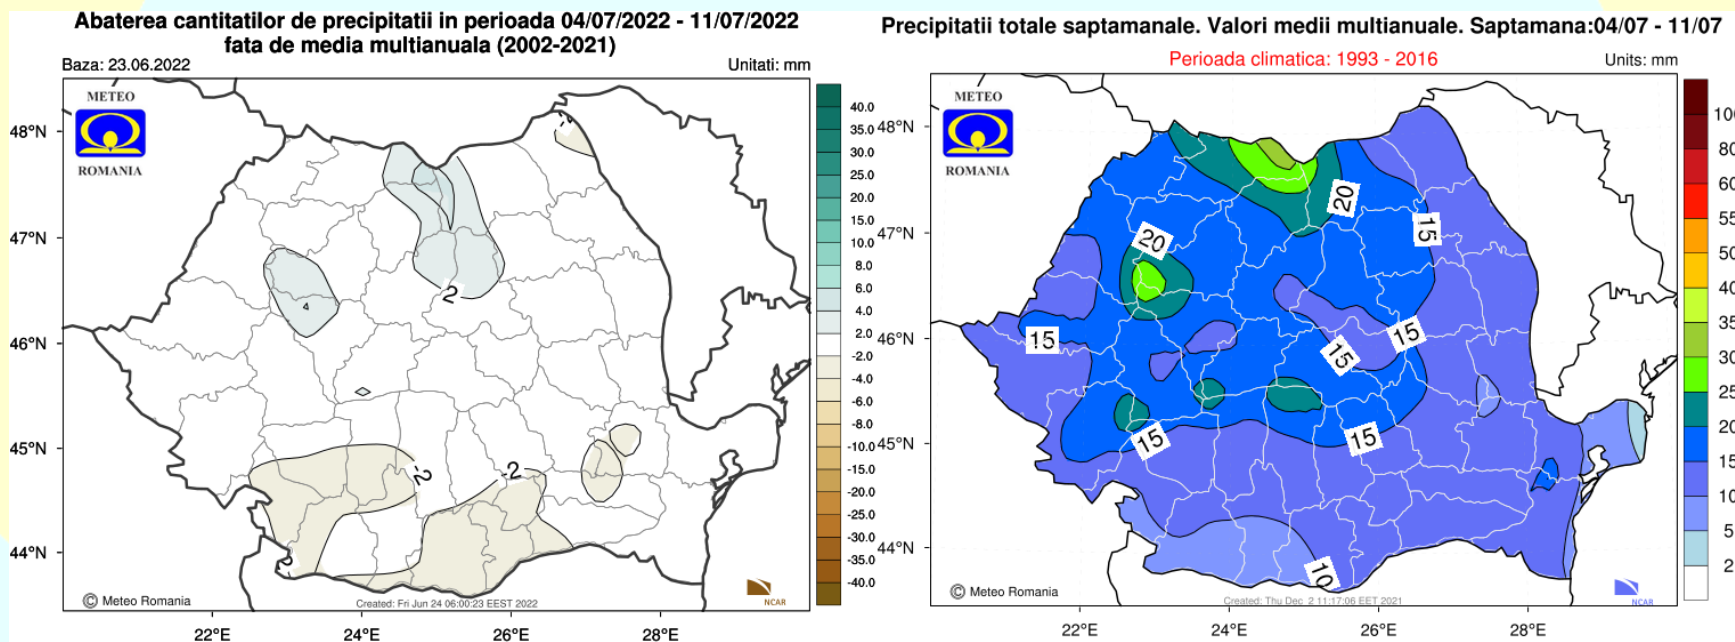 Abaterea cantitatilor de precipitatii in perioada 04/07/2022 - 11/07/2022
fata de media multianuala (2002-2021)
Baza: 23.06.2022
Unitati: mm
METEO
ROMANIA
48°N
47°N
46°N
45°N
44°N
2
-2
-2
40.0
35.0
30.0
25.0
20.0
15.0
10.0
8.0
6.0
4.0
2.0
-2.0
-4.0
-6.0
-8.0
-10.0
-15.0
-20.0
-25.0
-30.0
-35.0
-40.0
© Meteo Romania
Created: Fri Jun 24 06:00:23 EEST 2022
NCAR
22°E
24°E
26°E
28°E
Precipitatii totale saptamanale. Valori medii multianuale. Saptamana:04/07 - 11/07
Perioada climatica: 1993 - 2016
Units: mm
METEO
ROMANIA
48°N
47°N
46°N
45°N
44°N
20
15
20
15
15
15
15
15
10
80
60
55
50
40
35
30
25
20
15
10
5
2
© Meteo Romania
Created: Thu Dec 2 11:17:06 EET 2021
NCAR
22°E
24°E
26°E
28°E